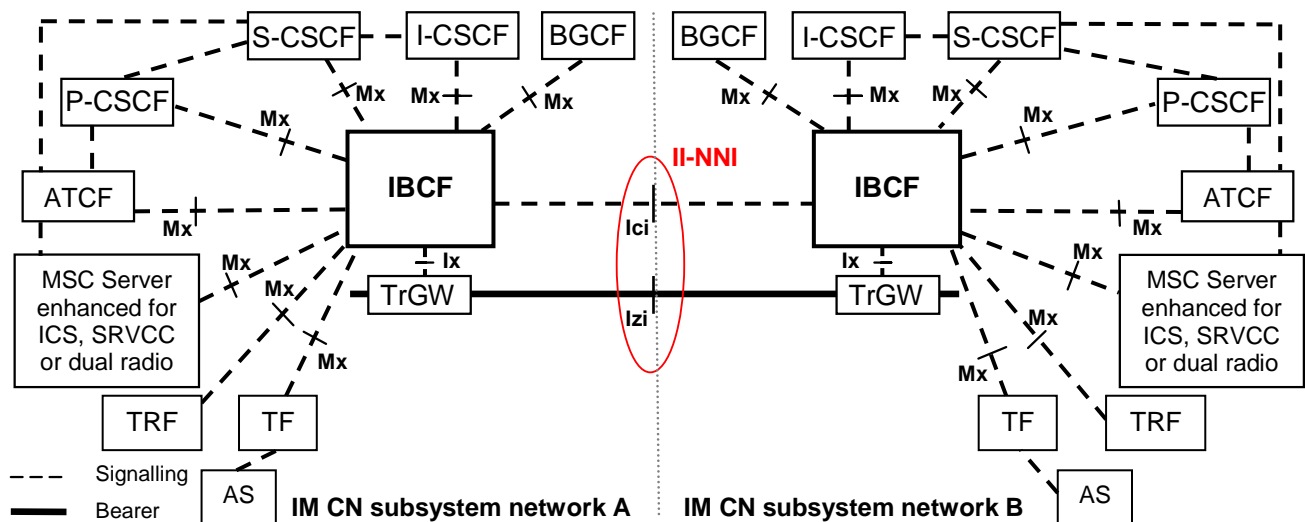 S-CSCF
I-CSCF
BGCF
BGCF
I-CSCF
S-CSCF
P-CSCF
Mx
Mx
Mx
Mx
Mx
Mx
Mx
Mx
P-CSCF
IBCF
II-NNI
IBCF
ATCF
Mx
Ici
Mx
ATCF
MSC Server
enhanced for
ICS, SRVCC
or dual radio
Mx
Ix
Ix
Mx
MSC Server
enhanced for
ICS, SRVCC
or dual radio
Mx
TrGW
Izi
TrGW
Mx
Mx
Mx
TRF
TF
TF
TRF
AS
AS
Signalling
Bearer
IM CN subsystem network A
IM CN subsystem network B